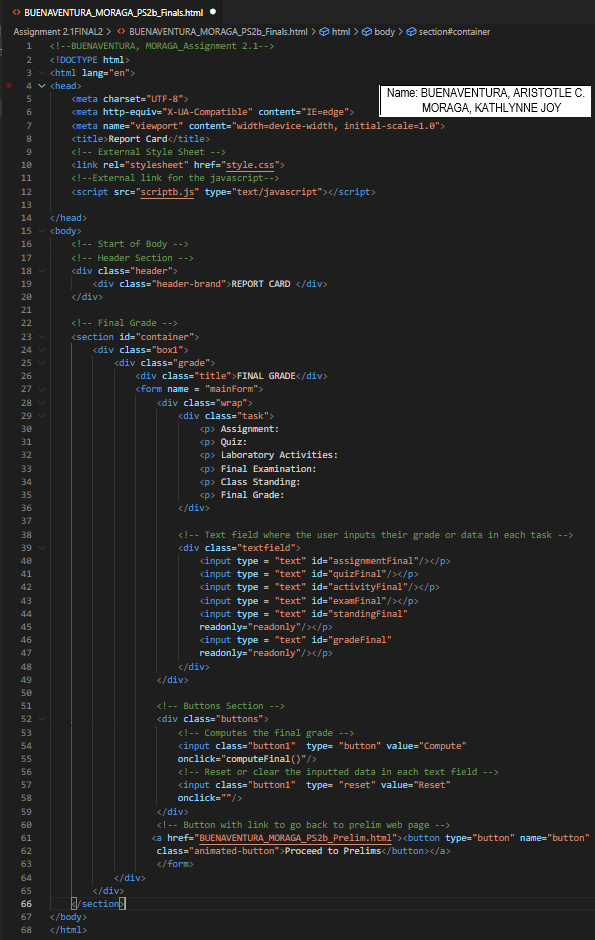 BUENAVENTURA_MORAGA_PS2b_Finals.html
Assignment 2.1FINAL2 > BUENAVENTURA_MORAGA_PS2b_Finals.html > html > body > section#container
Name: BUENAVENTURA, ARISTOTLE C.
MORAGA, KATHLYNNE JOY
1 <!--BUENAVENTURA, MORAGA_Assignment 2.1-->
2 <!DOCTYPE html>
3 <html lang="en">
4 <head>
5 <meta charset="UTF-8">
6 <meta http-equiv="X-UA-Compatible" content="IE=edge">
7 <meta name="viewport" content="width=device-width, initial-scale=1.0">
8 <title>Report Card</title>
9 <!-- External Style Sheet -->
10 <link rel="stylesheet" href="style.css">
11 <!--External link for the javascript-->
12 <script src="scriptb.js" type="text/javascript"></script>
13
14 </head>
15 <body>
16 <!-- Start of Body -->
17 <!-- Header Section -->
18 <div class="header">
19 <div class="header-brand">REPORT CARD </div>
20 </div>
21
22 <!-- Final Grade -->
23 <section id="container">
24 <div class="box1">
25 <div class="grade">
26 <div class="title">FINAL GRADE</div>
27 <form name = "mainForm">
28 <div class="wrap">
29 <div class="task">
30 <p> Assignment:
31 <p> Quiz:
32 <p> Laboratory Activities:
33 <p> Final Examination:
34 <p> Class Standing:
35 <p> Final Grade:
36 </div>
37
38 <!-- Text field where the user inputs their grade or data in each task -->
39 <div class="textfield">
40 <input type = "text" id="assignmentFinal"/></p>
41 <input type = "text" id="quizFinal"/></p>
42 <input type = "text" id="activityFinal"/></p>
43 <input type = "text" id="examFinal"/></p>
44 <input type = "text" id="standingFinal"
45 readonly="readonly"/></p>
46 <input type = "text" id="gradeFinal"
47 readonly="readonly"/></p>
48 </div>
49 </div>
50
51 <!-- Buttons Section -->
52 <div class="buttons">
53 <!-- Computes the final grade -->
54 <input class="button1" type= "button" value="Compute"
55 onclick="computeFinal()"/>
56 <!-- Reset or clear the inputted data in each text field -->
57 <input class="button1" type= "reset" value="Reset"
58 onclick=""/>
59 </div>
60 <!-- Button with link to go back to prelim web page -->
61 <a href="BUENAVENTURA_MORAGA_PS2b_Prelim.html"><button type="button" name="button"
62 class="animated-button">Proceed to Prelims</button></a>
63 </form>
64 </div>
65 </div>
66 </section>
67 </body>
68 </html>